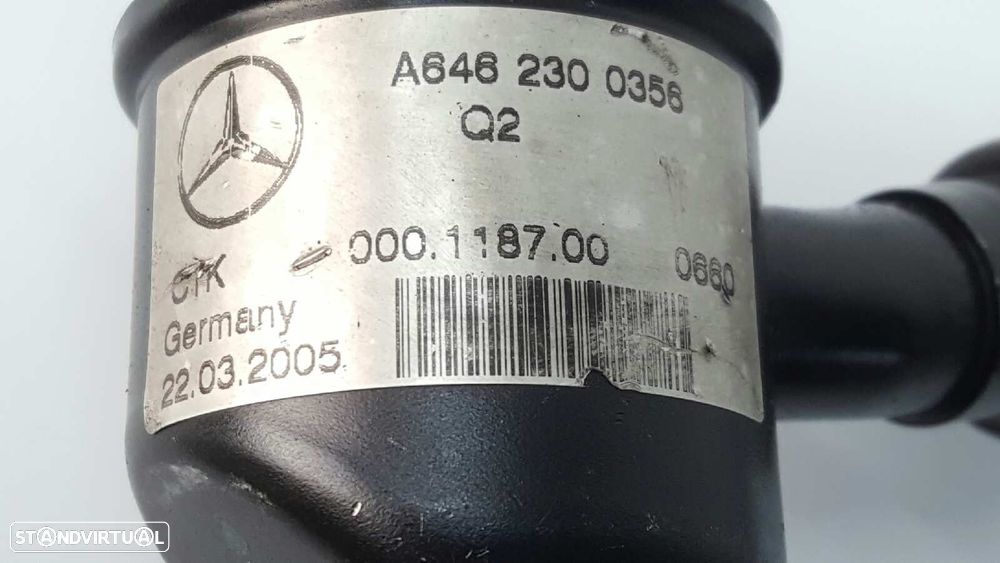 A646 230 0356
Q2
000.1187.00 0660
CTK
Germany
22.03.2005
STANDVIRTUAL